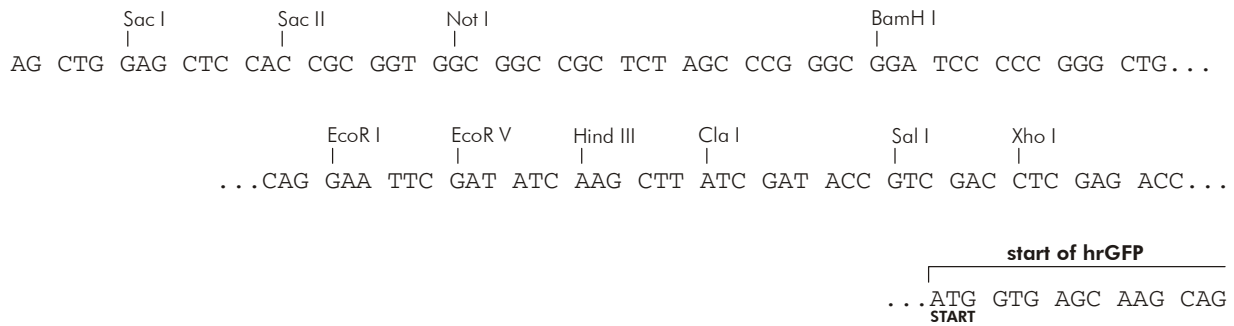 Sac I Sac II Not I BamH I
AG CTG GAG CTC CAC CGC GGT GGC GGC CGC TCT AGC CCG GGC GGA TCC CCC GGG CTG...
EcoR I EcoR V Hind III Cla I Sal I Xho I
...CAG GAA TTC GAT ATC AAG CTT ATC GAT ACC GTC GAC CTC GAG ACC...
start of hrGFP
...ATG GTG AGC AAG CAG
START